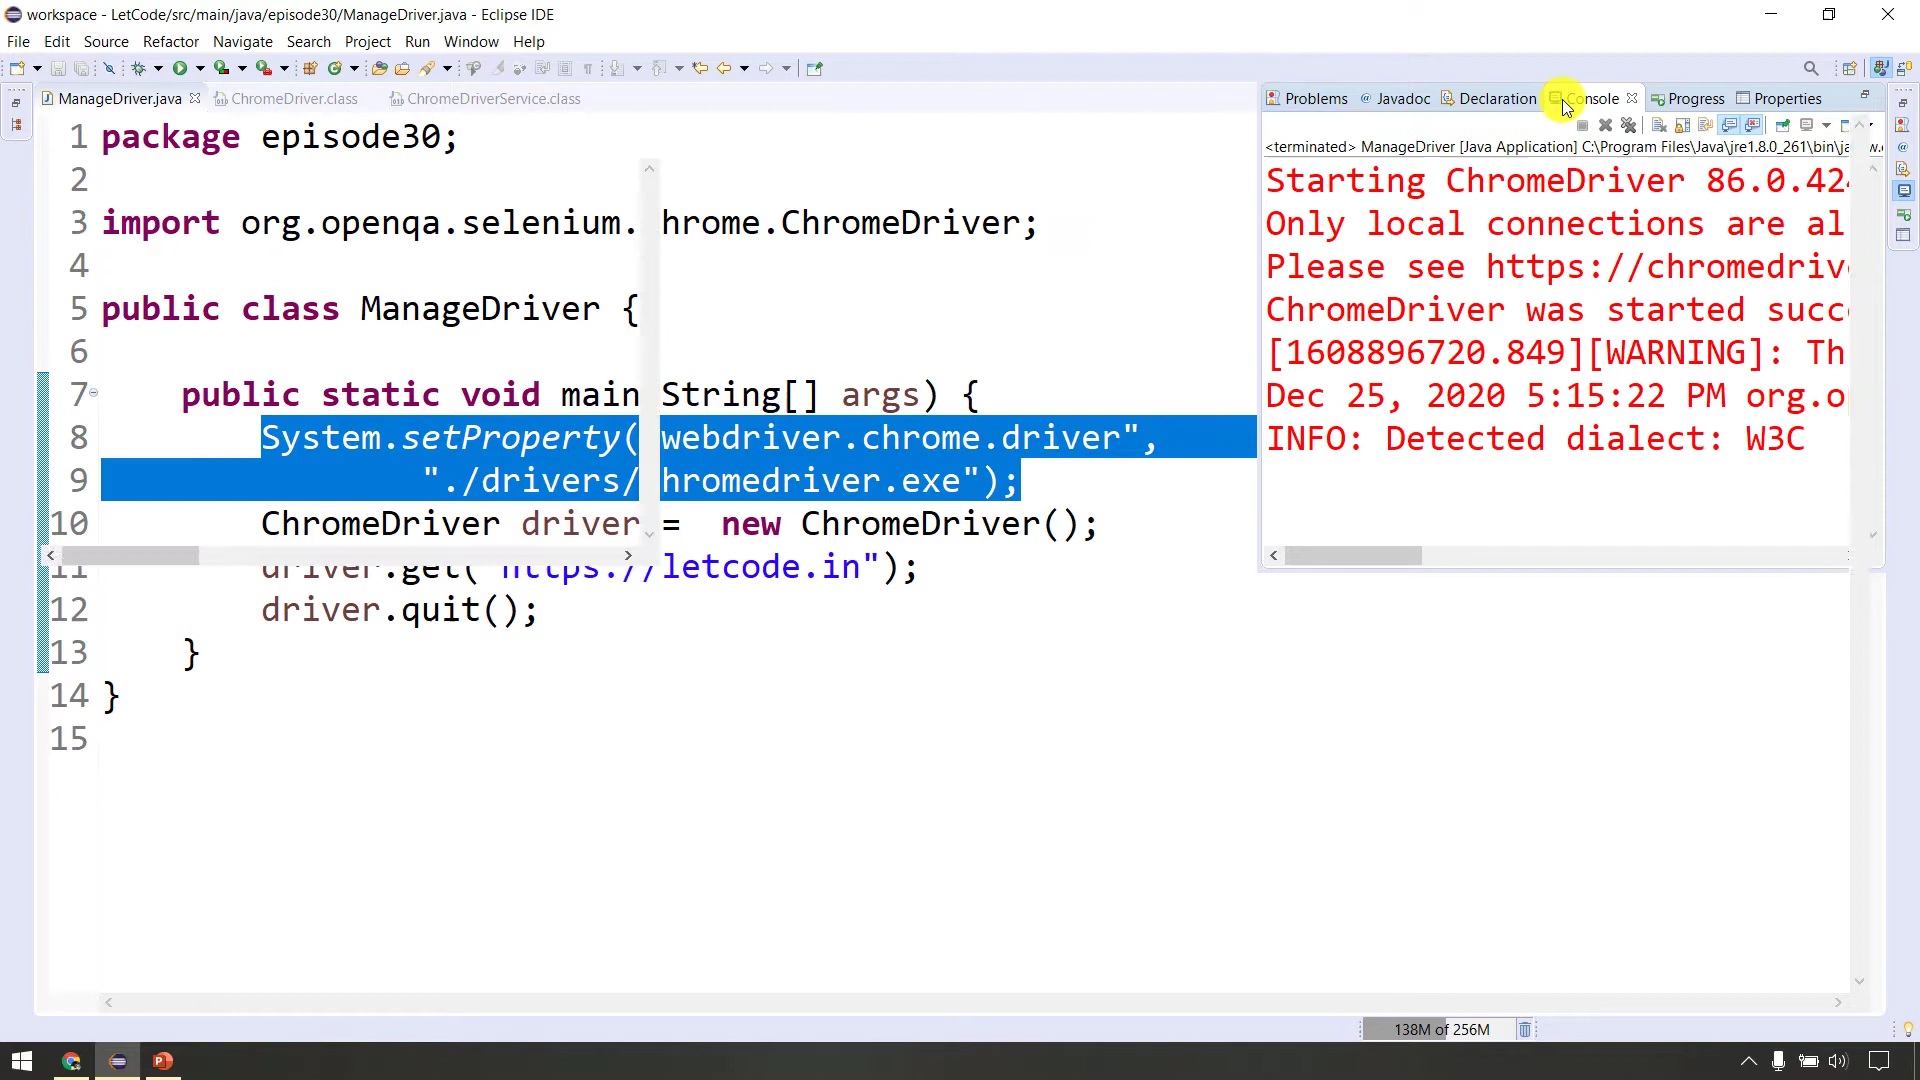 workspace - LetCode/src/main/java/episode30/ManageDriver.java - Eclipse IDE
File Edit Source Refactor Navigate Search Project Run Window Help
ManageDriver.java ChromeDriver.class ChromeDriverService.class
1 package episode30;
2
3 import org.openqa.selenium. hrome.ChromeDriver;
4
5 public class ManageDriver {
6
7 public static void main String[] args) {
8 System.setProperty( webdriver.chrome.driver",
9 "./drivers/ hromedriver.exe");
10 ChromeDriver driver = new ChromeDriver();
11 driver.get("https://letcode.in");
12 driver.quit();
13 }
14 }
15
Problems @ Javadoc Declaration Console Progress Properties
<terminated> ManageDriver [Java Application] C:\Program Files\Java\jre1.8.0_261\bin\ja w.e
Starting ChromeDriver 86.0.424
Only local connections are al
Please see https://chromedriv
ChromeDriver was started succe
[1608896720.849][WARNING]: Th
Dec 25, 2020 5:15:22 PM org.op
INFO: Detected dialect: W3C
138M of 256M